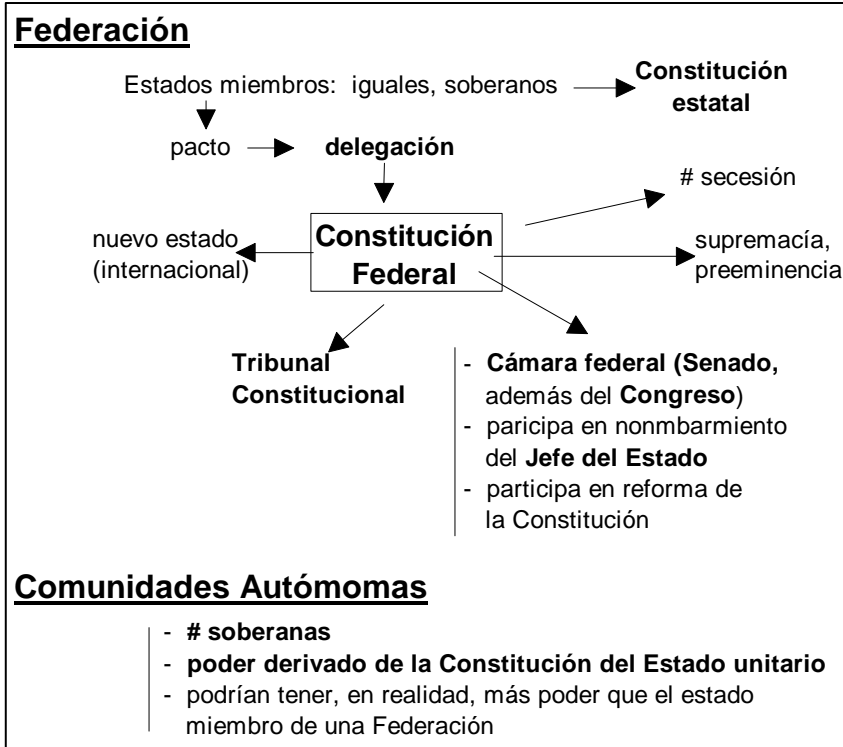 Federación
Estados miembros: iguales, soberanos
Constitución
estatal
pacto
delegación
# secesión
nuevo estado
(internacional)
Constitución
Federal
supremacía,
preeminencia
Tribunal
Constitucional
- Cámara federal (Senado,
además del Congreso)
- paricipa en nonmbarmiento
del Jefe del Estado
- participa en reforma de
la Constitución
Comunidades Autómomas
- # soberanas
- poder derivado de la Constitución del Estado unitario
- podrían tener, en realidad, más poder que el estado
miembro de una Federación